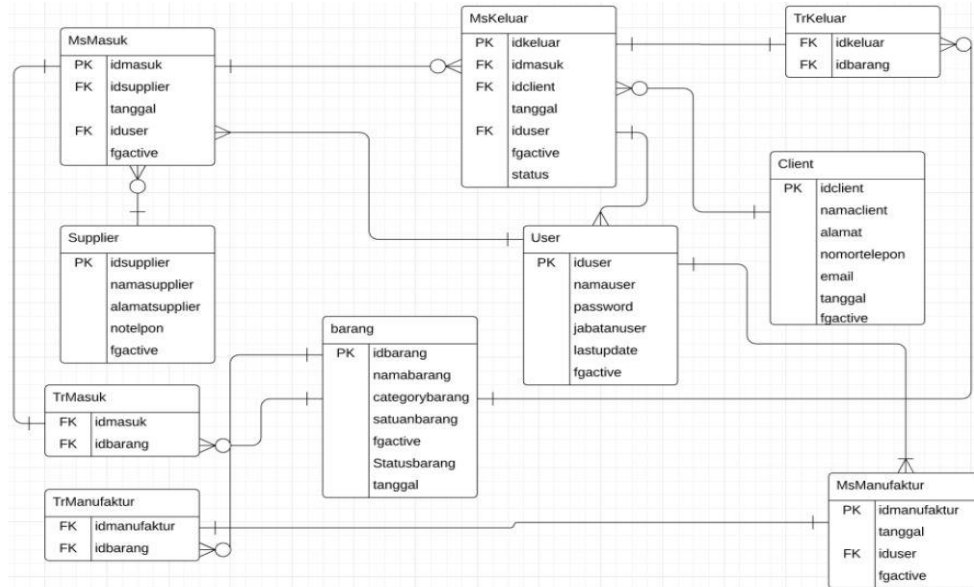 MsMasuk
PK idmasuk
FK idsupplier
tanggal
FK iduser
fgactive
MsKeluar
PK idkeluar
FK idmasuk
FK idclient
tanggal
FK iduser
fgactive
status
TrKeluar
FK idkeluar
FK idbarang
Client
PK idclient
namaclient
alamat
nomortelepon
email
tanggal
fgactive
Supplier
PK idsupplier
namasupplier
alamatsupplier
notelpon
fgactive
User
PK iduser
namauser
password
jabatanuser
lastupdate
fgactive
barang
PK idbarang
namabarang
categorybarang
satuanbarang
fgactive
Statusbarang
tanggal
TrMasuk
FK idmasuk
FK idbarang
TrManufaktur
FK idmanufaktur
FK idbarang
MsManufaktur
PK idmanufaktur
tanggal
FK iduser
fgactive